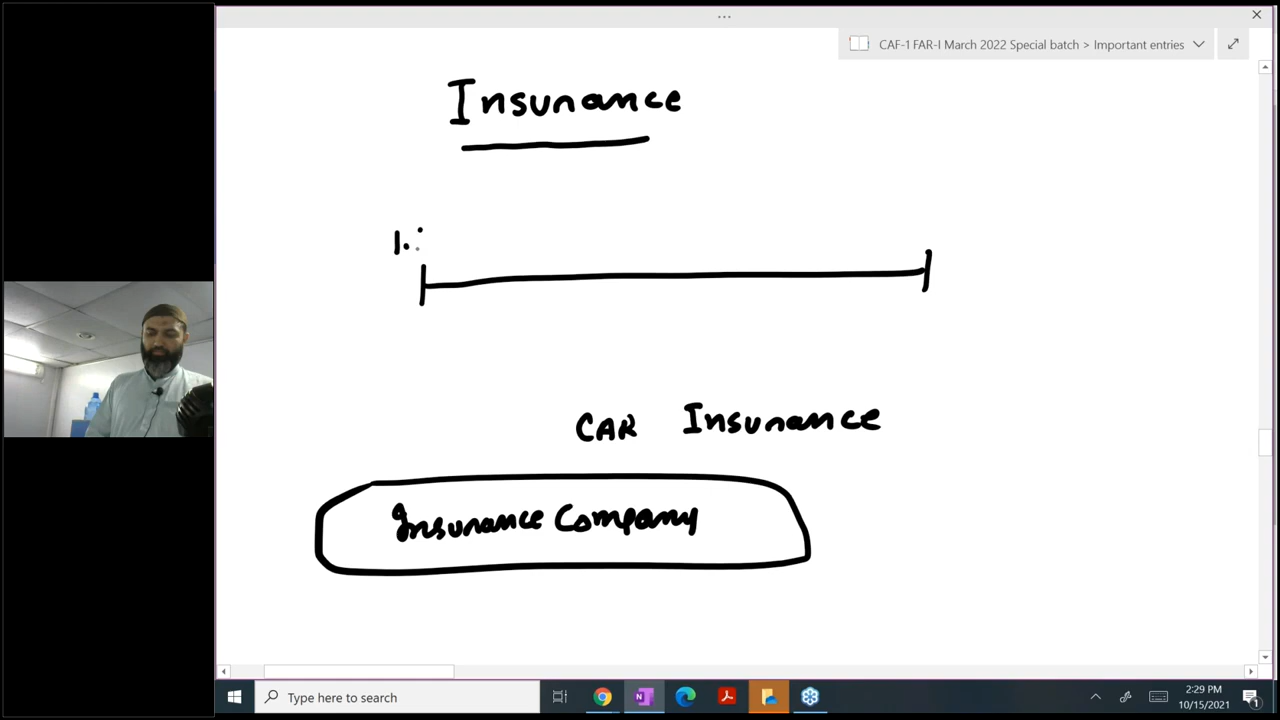 CAF-1 FAR-I March 2022 Special batch > Important entries
Insurance
1.
CAR Insurance
Insurance Company
Type here to search
2:29 PM
10/15/2021
1